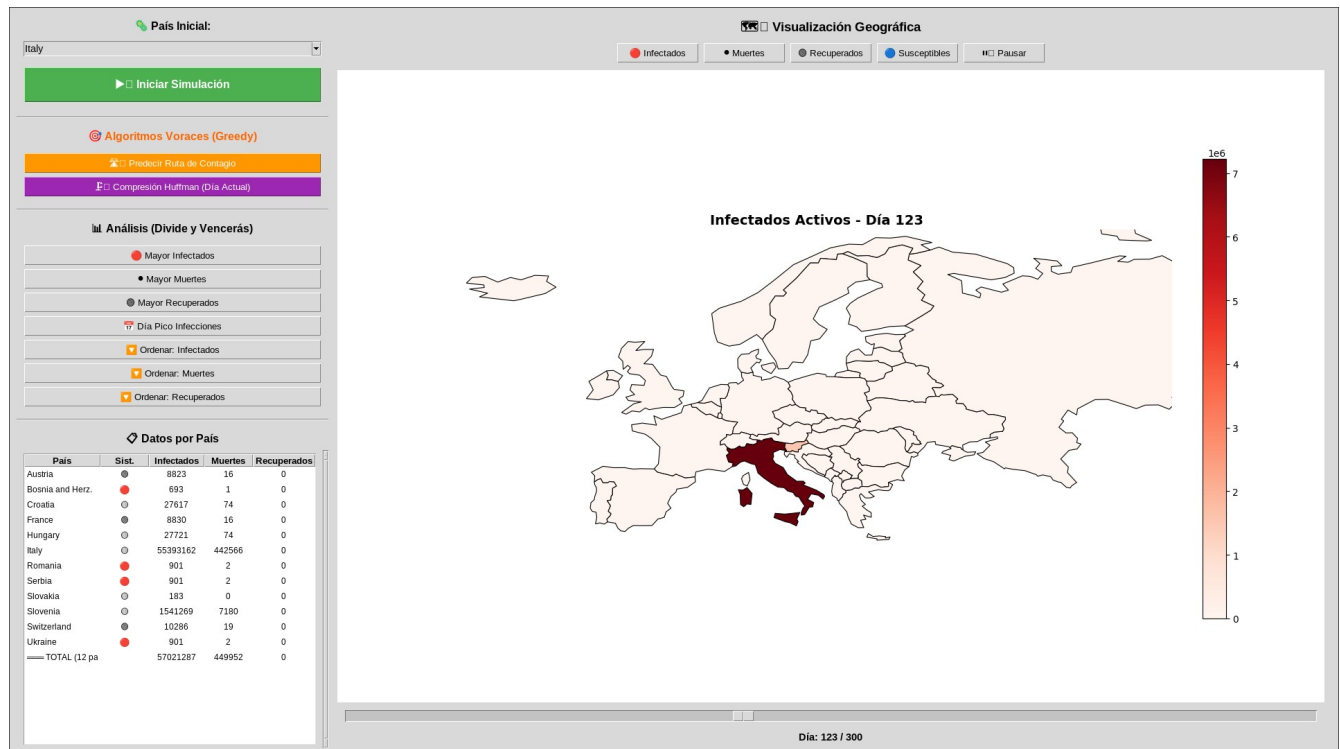 País Inicial:
Italy
Iniciar Simulación
Algoritmos Voraces (Greedy)
Predecir Ruta de Contagio
Compresión Huffman (Día Actual)
Análisis (Divide y Vencerás)
Mayor Infectados
Mayor Muertes
Mayor Recuperados
Día Pico Infecciones
Ordenar: Infectados
Ordenar: Muertes
Ordenar: Recuperados
Datos por País
País Sist. Infectados Muertes Recuperados
Austria 8823 16 0
Bosnia and Herz. 693 1 0
Croatia 27617 74 0
France 8830 16 0
Hungary 27721 74 0
Italy 55393162 442566 0
Romania 901 2 0
Serbia 901 2 0
Slovakia 183 0 0
Slovenia 1541269 7180 0
Switzerland 10286 19 0
Ukraine 901 2 0
═══ TOTAL (12 pa 57021287 449952 0
Visualización Geográfica
Infectados Muertes Recuperados Susceptibles Pausar
Infectados Activos - Día 123
1e6
7
6
5
4
3
2
1
0
Día: 123 / 300